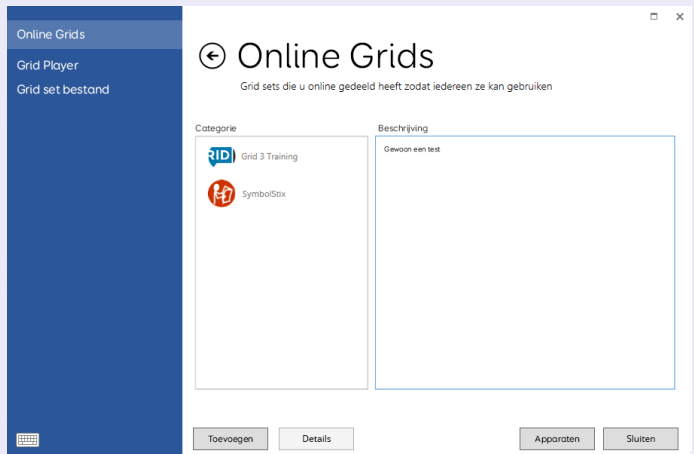 Online Grids
Grid Player
Grid set bestand
Online Grids
Grid sets die u online gedeeld heeft zodat iedereen ze kan gebruiken
Categorie
RID
Grid 3 Training
SymbolStix
Beschrijving
Gewoon een test
Toevoegen
Details
Apparaten
Sluiten